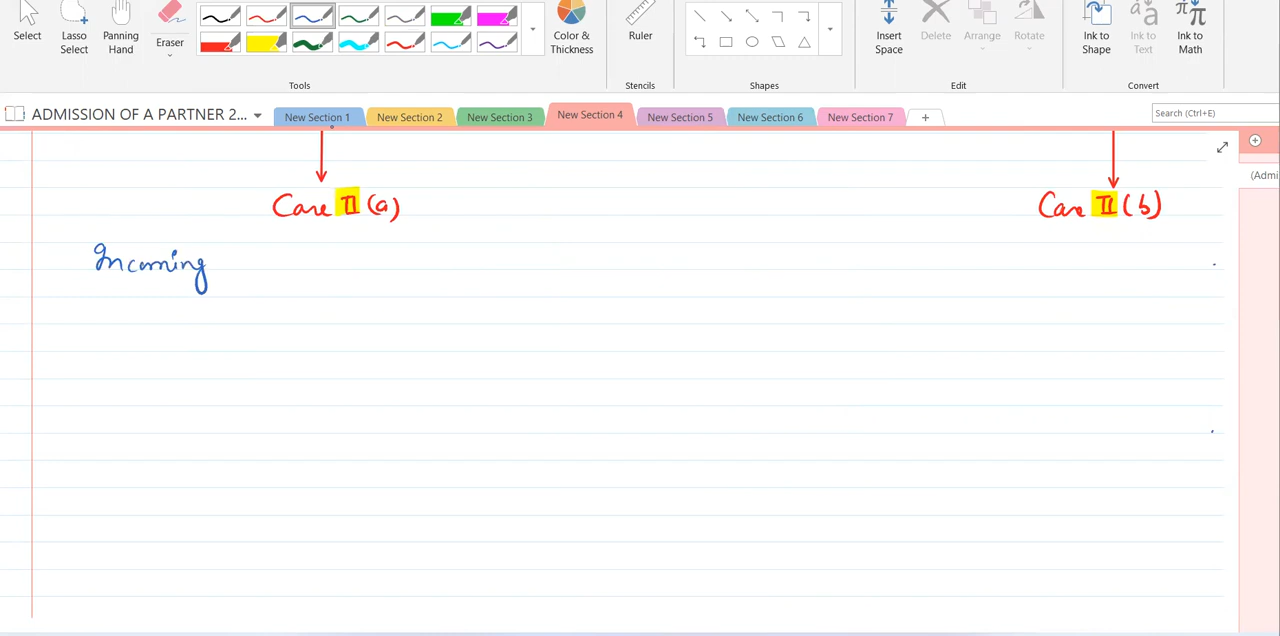 Select
Lasso Select
Panning Hand
Eraser
Color & Thickness
Ruler
Insert Space
Delete
Arrange
Rotate
Ink to Shape
Ink to Text
Ink to Math
Tools
Stencils
Shapes
Edit
Convert
ADMISSION OF A PARTNER 2...
New Section 1
New Section 2
New Section 3
New Section 4
New Section 5
New Section 6
New Section 7
+
Search (Ctrl+E)
(Admi
Case II (a)
Case II (b)
Incoming